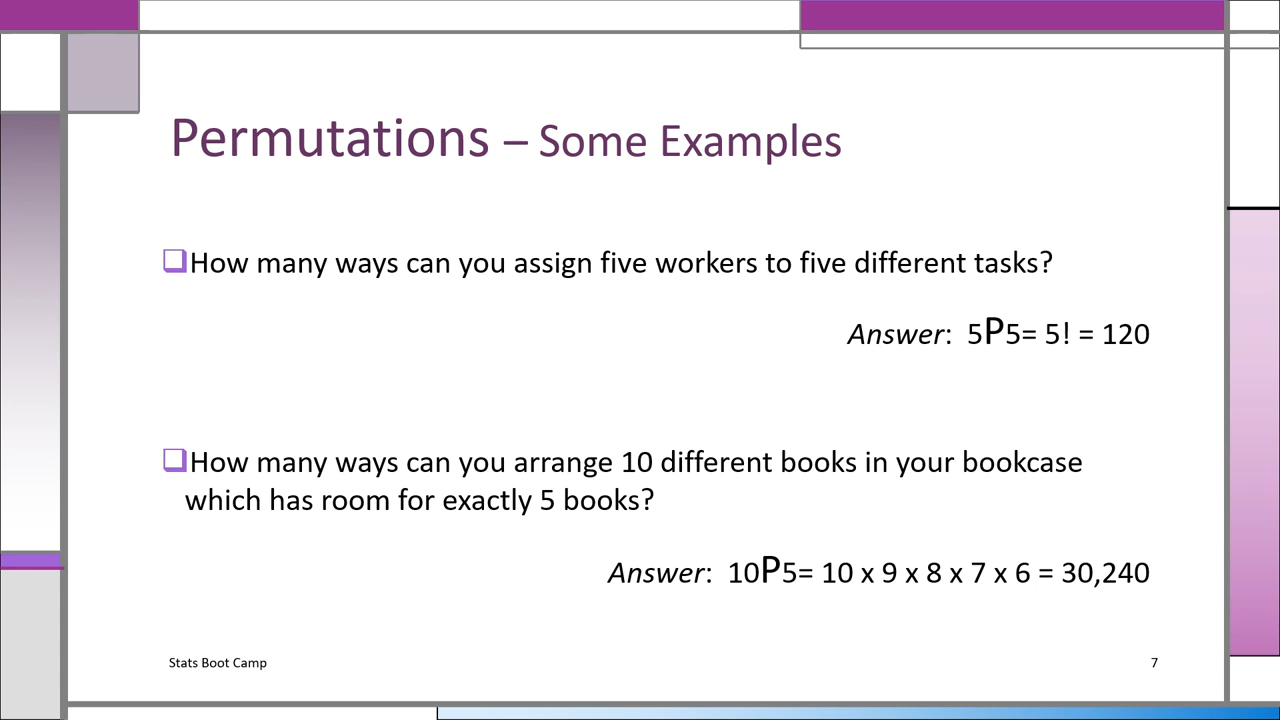 Permutations – Some Examples
How many ways can you assign five workers to five different tasks?
Answer: 5P5= 5! = 120
How many ways can you arrange 10 different books in your bookcase
which has room for exactly 5 books?
Answer: 10P5= 10 x 9 x 8 x 7 x 6 = 30,240
Stats Boot Camp
7